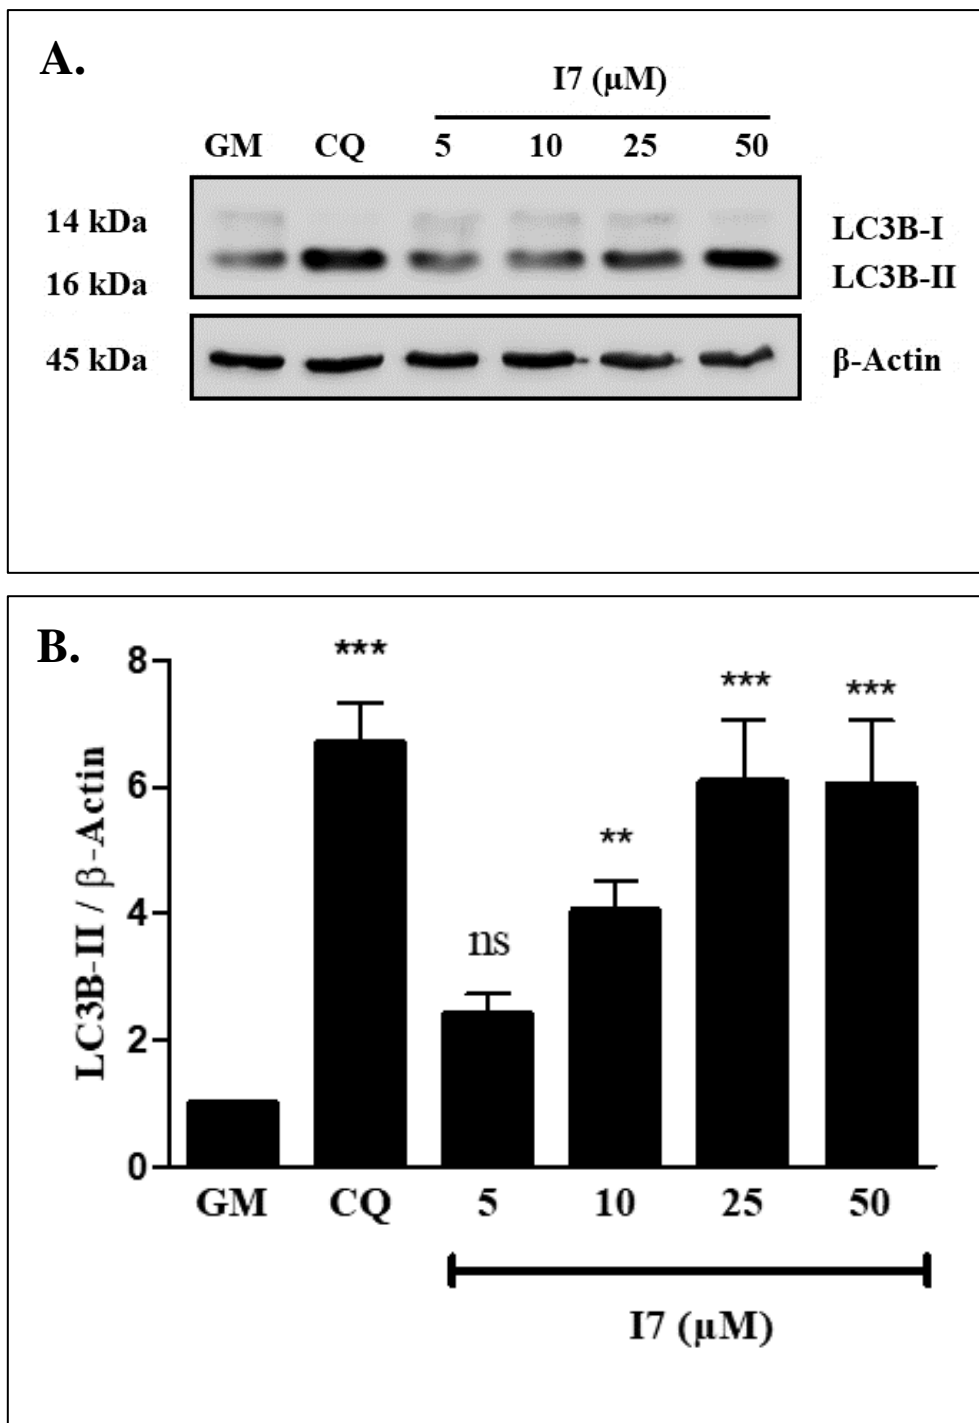 A.
I7 (μM)
GM CQ 5 10 25 50
14 kDa
LC3B-I
16 kDa
LC3B-II
45 kDa
β-Actin
B.
LC3B-II / β-Actin
8
6
4
2
0
***
ns
**
***
***
GM CQ 5 10 25 50
I7 (μM)